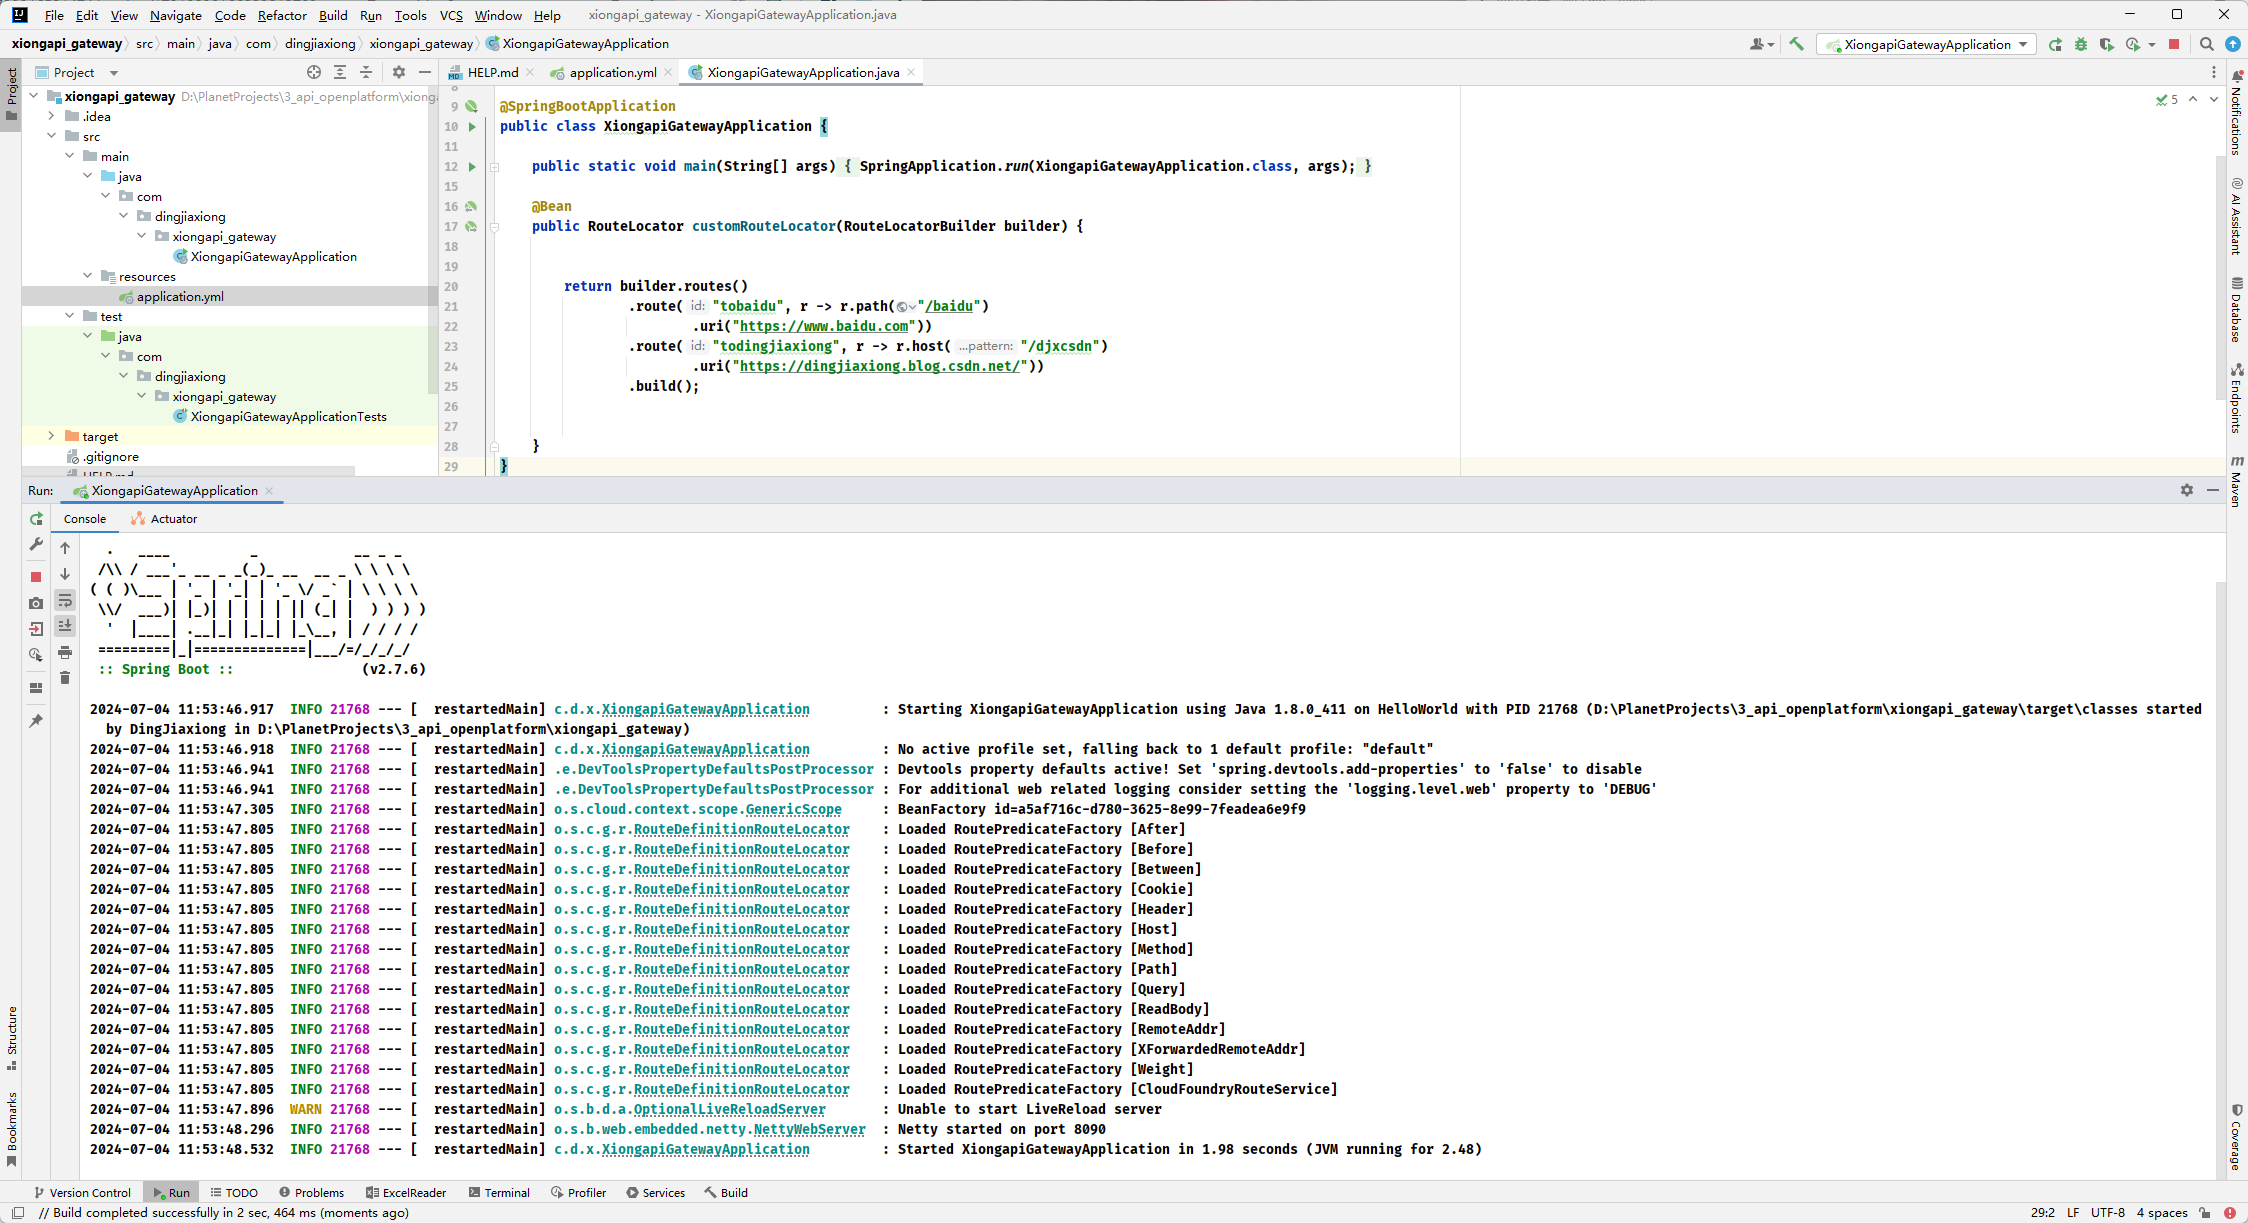 File Edit View Navigate Code Refactor Build Run Tools VCS Window Help xiongapi_gateway - XiongapiGatewayApplication.java
xiongapi_gateway src main java com dingjiaxiong xiongapi_gateway XiongapiGatewayApplication
XiongapiGatewayApplication
Project
HELP.md
application.yml
XiongapiGatewayApplication.java
Project
xiongapi_gateway D:\PlanetProjects\3_api_openplatform\xionga
.idea
src
main
java
com
dingjiaxiong
xiongapi_gateway
XiongapiGatewayApplication
resources
application.yml
test
java
com
dingjiaxiong
xiongapi_gateway
XiongapiGatewayApplicationTests
target
.gitignore
HELP.md
8
9 @SpringBootApplication
10 public class XiongapiGatewayApplication {
11
12 public static void main(String[] args) { SpringApplication.run(XiongapiGatewayApplication.class, args); }
15
16 @Bean
17 public RouteLocator customRouteLocator(RouteLocatorBuilder builder) {
18
19
20 return builder.routes()
21 .route( id: "tobaidu", r -> r.path("/baidu")
22 .uri("https://www.baidu.com"))
23 .route( id: "todingjiaxiong", r -> r.host( ...pattern: "/djxcsdn")
24 .uri("https://dingjiaxiong.blog.csdn.net/"))
25 .build();
26
27
28 }
29 }
5
Notifications
AI Assistant
Database
Endpoints
Maven
Coverage
Run: XiongapiGatewayApplication
Console Actuator
  .   ____          _            __ _ _
 /\\ / ___'_ __ _ _(_)_ __  __ _ \ \ \ \
( ( )\___ | '_ | '_| | '_ \/ _` | \ \ \ \
 \\/  ___)| |_)| | | | | || (_| |  ) ) ) )
  '  |____| .__|_| |_|_| |_\__, | / / / /
 =========|_|==============|___/=/_/_/_/
 :: Spring Boot ::                (v2.7.6)
2024-07-04 11:53:46.917  INFO 21768 --- [  restartedMain] c.d.x.XiongapiGatewayApplication         : Starting XiongapiGatewayApplication using Java 1.8.0_411 on HelloWorld with PID 21768 (D:\PlanetProjects\3_api_openplatform\xiongapi_gateway\target\classes started
by DingJiaxiong in D:\PlanetProjects\3_api_openplatform\xiongapi_gateway)
2024-07-04 11:53:46.918  INFO 21768 --- [  restartedMain] c.d.x.XiongapiGatewayApplication         : No active profile set, falling back to 1 default profile: "default"
2024-07-04 11:53:46.941  INFO 21768 --- [  restartedMain] .e.DevToolsPropertyDefaultsPostProcessor : Devtools property defaults active! Set 'spring.devtools.add-properties' to 'false' to disable
2024-07-04 11:53:46.941  INFO 21768 --- [  restartedMain] .e.DevToolsPropertyDefaultsPostProcessor : For additional web related logging consider setting the 'logging.level.web' property to 'DEBUG'
2024-07-04 11:53:47.305  INFO 21768 --- [  restartedMain] o.s.cloud.context.scope.GenericScope     : BeanFactory id=a5af716c-d780-3625-8e99-7feadea6e9f9
2024-07-04 11:53:47.805  INFO 21768 --- [  restartedMain] o.s.c.g.r.RouteDefinitionRouteLocator    : Loaded RoutePredicateFactory [After]
2024-07-04 11:53:47.805  INFO 21768 --- [  restartedMain] o.s.c.g.r.RouteDefinitionRouteLocator    : Loaded RoutePredicateFactory [Before]
2024-07-04 11:53:47.805  INFO 21768 --- [  restartedMain] o.s.c.g.r.RouteDefinitionRouteLocator    : Loaded RoutePredicateFactory [Between]
2024-07-04 11:53:47.805  INFO 21768 --- [  restartedMain] o.s.c.g.r.RouteDefinitionRouteLocator    : Loaded RoutePredicateFactory [Cookie]
2024-07-04 11:53:47.805  INFO 21768 --- [  restartedMain] o.s.c.g.r.RouteDefinitionRouteLocator    : Loaded RoutePredicateFactory [Header]
2024-07-04 11:53:47.805  INFO 21768 --- [  restartedMain] o.s.c.g.r.RouteDefinitionRouteLocator    : Loaded RoutePredicateFactory [Host]
2024-07-04 11:53:47.805  INFO 21768 --- [  restartedMain] o.s.c.g.r.RouteDefinitionRouteLocator    : Loaded RoutePredicateFactory [Method]
2024-07-04 11:53:47.805  INFO 21768 --- [  restartedMain] o.s.c.g.r.RouteDefinitionRouteLocator    : Loaded RoutePredicateFactory [Path]
2024-07-04 11:53:47.805  INFO 21768 --- [  restartedMain] o.s.c.g.r.RouteDefinitionRouteLocator    : Loaded RoutePredicateFactory [Query]
2024-07-04 11:53:47.805  INFO 21768 --- [  restartedMain] o.s.c.g.r.RouteDefinitionRouteLocator    : Loaded RoutePredicateFactory [ReadBody]
2024-07-04 11:53:47.805  INFO 21768 --- [  restartedMain] o.s.c.g.r.RouteDefinitionRouteLocator    : Loaded RoutePredicateFactory [RemoteAddr]
2024-07-04 11:53:47.805  INFO 21768 --- [  restartedMain] o.s.c.g.r.RouteDefinitionRouteLocator    : Loaded RoutePredicateFactory [XForwardedRemoteAddr]
2024-07-04 11:53:47.805  INFO 21768 --- [  restartedMain] o.s.c.g.r.RouteDefinitionRouteLocator    : Loaded RoutePredicateFactory [Weight]
2024-07-04 11:53:47.805  INFO 21768 --- [  restartedMain] o.s.c.g.r.RouteDefinitionRouteLocator    : Loaded RoutePredicateFactory [CloudFoundryRouteService]
2024-07-04 11:53:47.896  WARN 21768 --- [  restartedMain] o.s.b.d.a.OptionalLiveReloadServer       : Unable to start LiveReload server
2024-07-04 11:53:48.296  INFO 21768 --- [  restartedMain] o.s.b.web.embedded.netty.NettyWebServer  : Netty started on port 8090
2024-07-04 11:53:48.532  INFO 21768 --- [  restartedMain] c.d.x.XiongapiGatewayApplication         : Started XiongapiGatewayApplication in 1.98 seconds (JVM running for 2.48)
Structure
Bookmarks
Version Control Run TODO Problems ExcelReader Terminal Profiler Services Build
// Build completed successfully in 2 sec, 464 ms (moments ago) 29:2 LF UTF-8 4 spaces